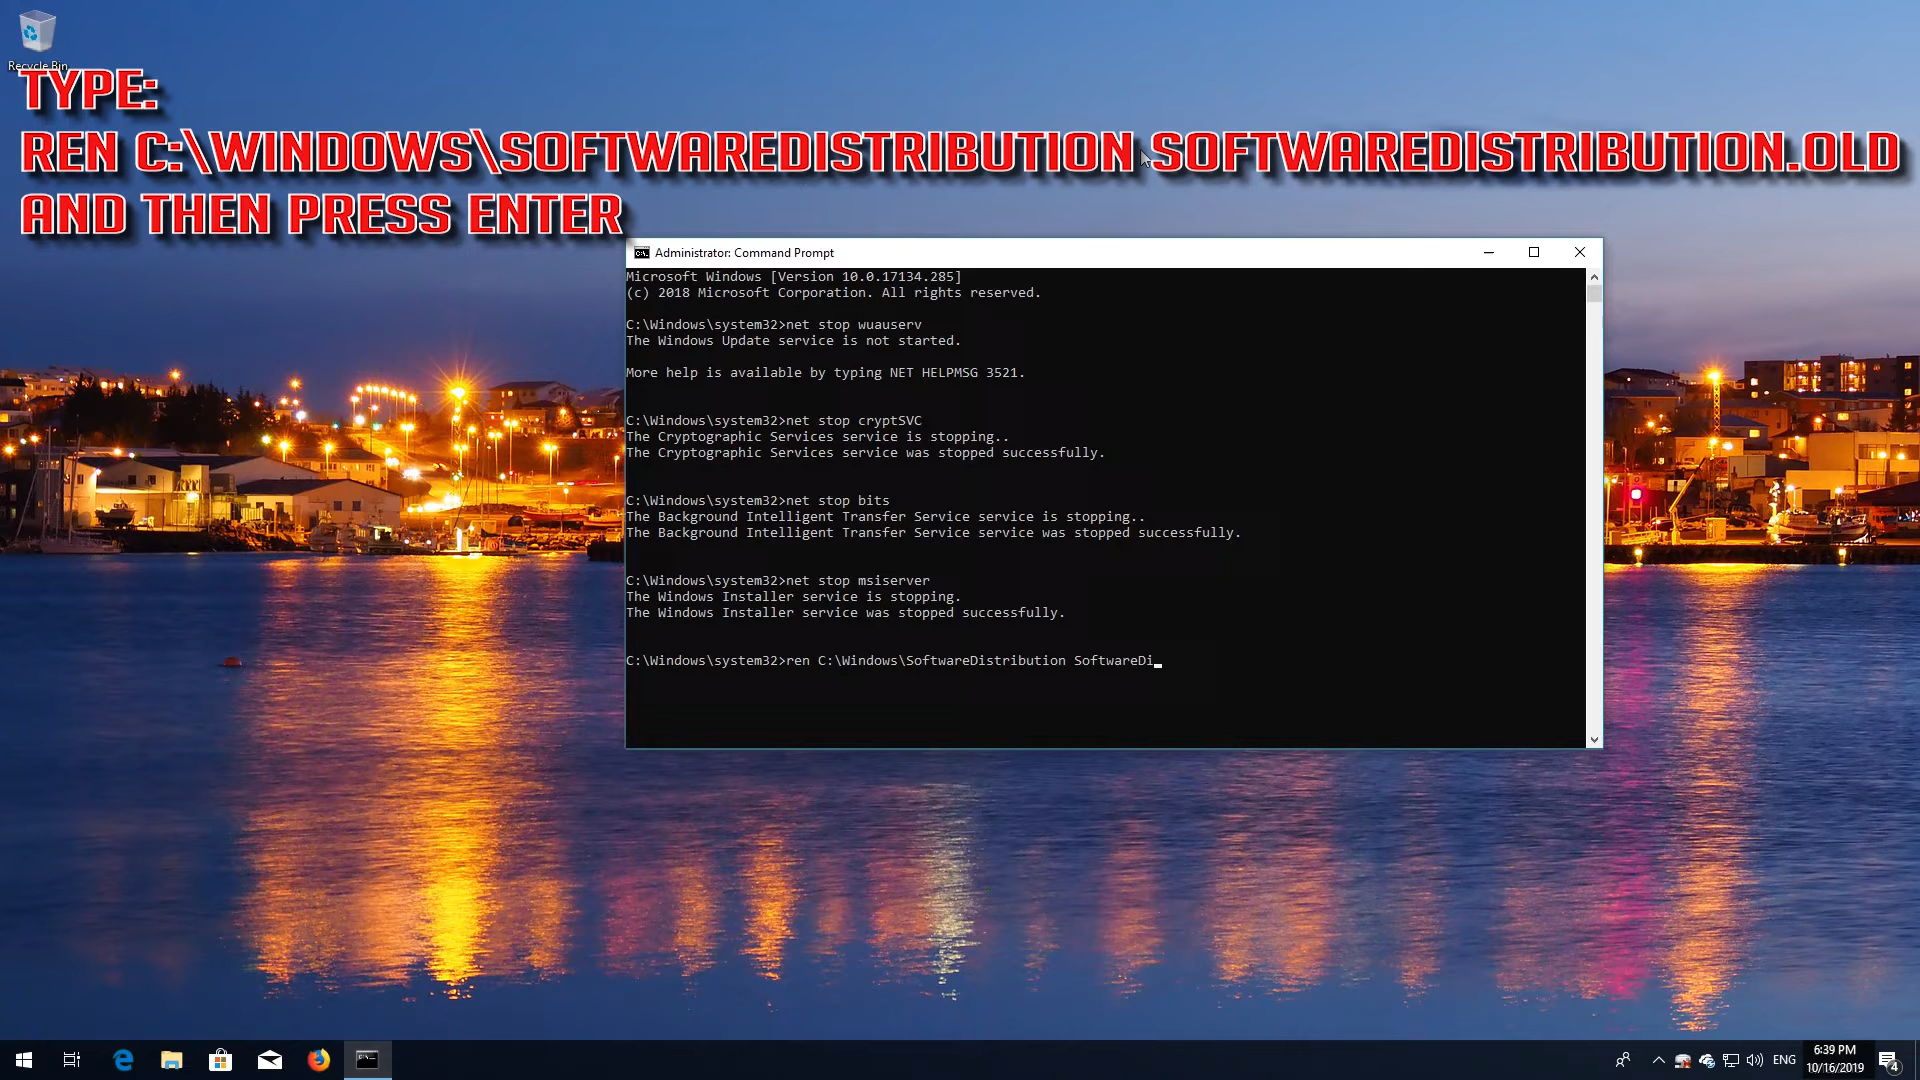 Recycle Bin
TYPE:
REN C:\WINDOWS\SOFTWAREDISTRIBUTION SOFTWAREDISTRIBUTION.OLD
AND THEN PRESS ENTER
Administrator: Command Prompt
Microsoft Windows [Version 10.0.17134.285]
(c) 2018 Microsoft Corporation. All rights reserved.
C:\Windows\system32>net stop wuauserv
The Windows Update service is not started.
More help is available by typing NET HELPMSG 3521.
C:\Windows\system32>net stop cryptSVC
The Cryptographic Services service is stopping..
The Cryptographic Services service was stopped successfully.
C:\Windows\system32>net stop bits
The Background Intelligent Transfer Service service is stopping..
The Background Intelligent Transfer Service service was stopped successfully.
C:\Windows\system32>net stop msiserver
The Windows Installer service is stopping.
The Windows Installer service was stopped successfully.
C:\Windows\system32>ren C:\Windows\SoftwareDistribution SoftwareDi
ENG
6:39 PM
10/16/2019
4